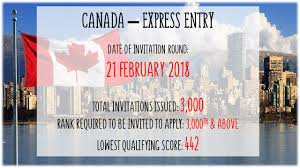 CANADA – EXPRESS ENTRY
DATE OF INVITATION ROUND:
21 FEBRUARY 2018
TOTAL INVITATIONS ISSUED: 3,000
RANK REQUIRED TO BE INVITED TO APPLY: 3,000TH & ABOVE
LOWEST QUALIFYING SCORE: 442